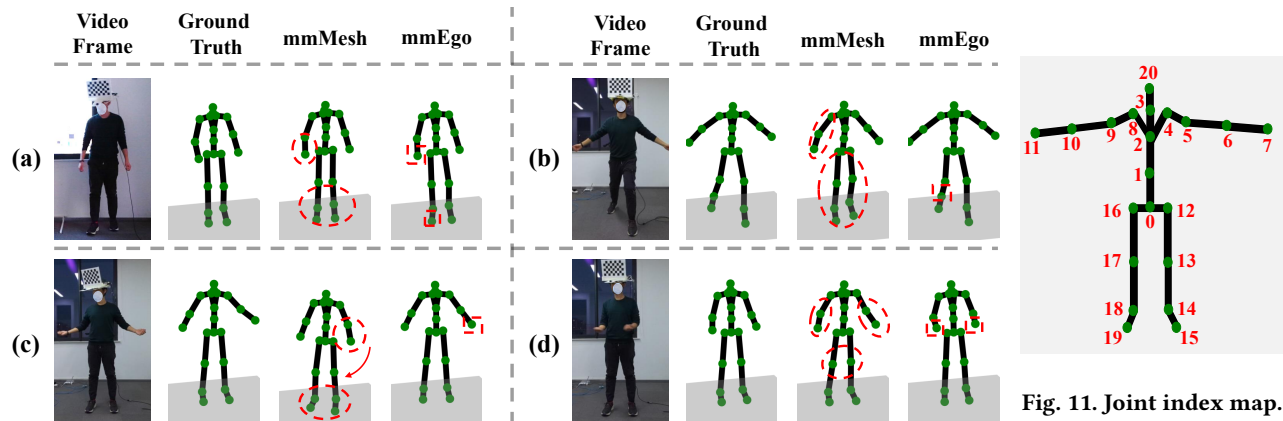 Video Frame
Ground Truth
mmMesh
mmEgo
Video Frame
Ground Truth
mmMesh
mmEgo
(a)
(b)
(c)
(d)
20
3
8
4
11
10
9
2
5
6
7
1
16
0
12
17
13
18
14
19
15
Fig. 11. Joint index map.